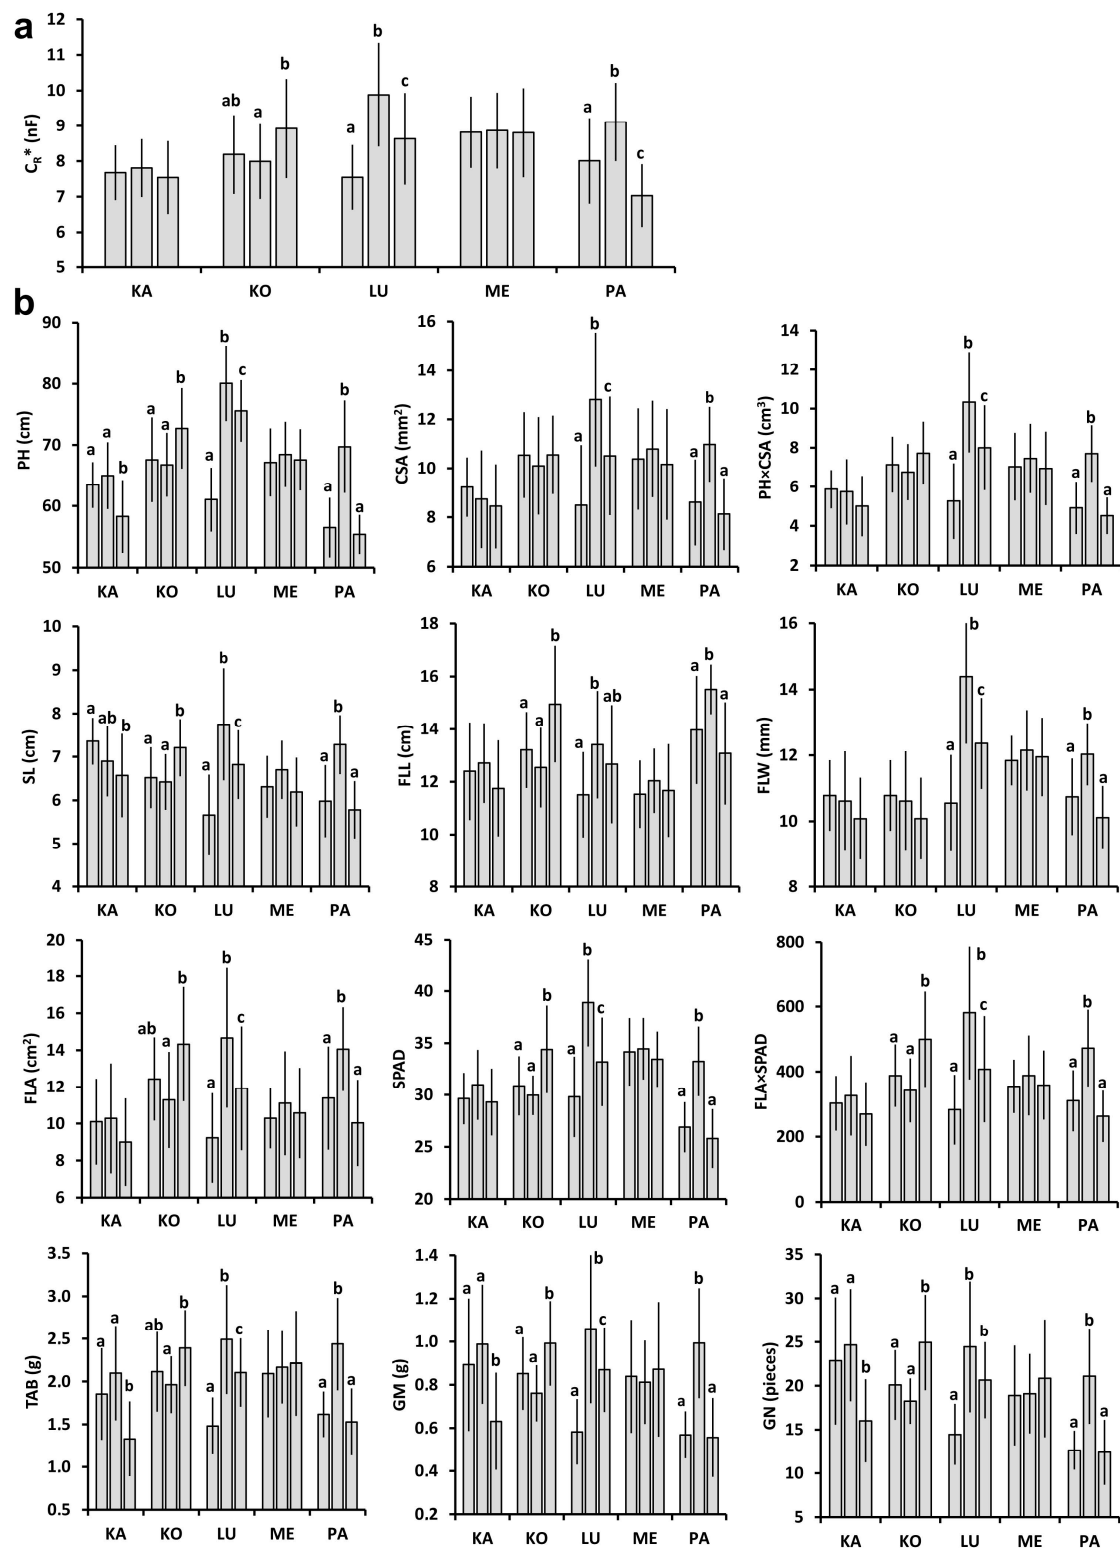 a
12
11
10
9
8
7
6
5
C_R* (nF)
ab a b
a b c
a b c
KA KO LU ME PA
b
90
80
70
60
50
PH (cm)
a a b
a a b
a b c
a b a
KA KO LU ME PA
16
14
12
10
8
6
CSA (mm²)
a b c
a b a
KA KO LU ME PA
14
12
10
8
6
4
2
PH×CSA (cm³)
a b c
a b a
KA KO LU ME PA
10
9
8
7
6
5
4
SL (cm)
a ab b
a a b
a b c
a b a
KA KO LU ME PA
18
16
14
12
10
8
FLL (cm)
a a b
a b ab
a b a
KA KO LU ME PA
16
14
12
10
8
FLW (mm)
a b c
a b a
KA KO LU ME PA
20
18
16
14
12
10
8
6
FLA (cm²)
ab a b
a b c
a b a
KA KO LU ME PA
45
40
35
30
25
20
SPAD
a a b
a b c
a b a
KA KO LU ME PA
800
600
400
200
0
FLA×SPAD
a a b
a b c
a b a
KA KO LU ME PA
3.5
3.0
2.5
2.0
1.5
1.0
0.5
TAB (g)
a a b
ab a b
a b c
a b a
KA KO LU ME PA
1.4
1.2
1.0
0.8
0.6
0.4
0.2
GM (g)
a a b
a a b
a b c
a b a
KA KO LU ME PA
35
30
25
20
15
10
5
GN (pieces)
a a b
a a b
a b b
a b a
KA KO LU ME PA